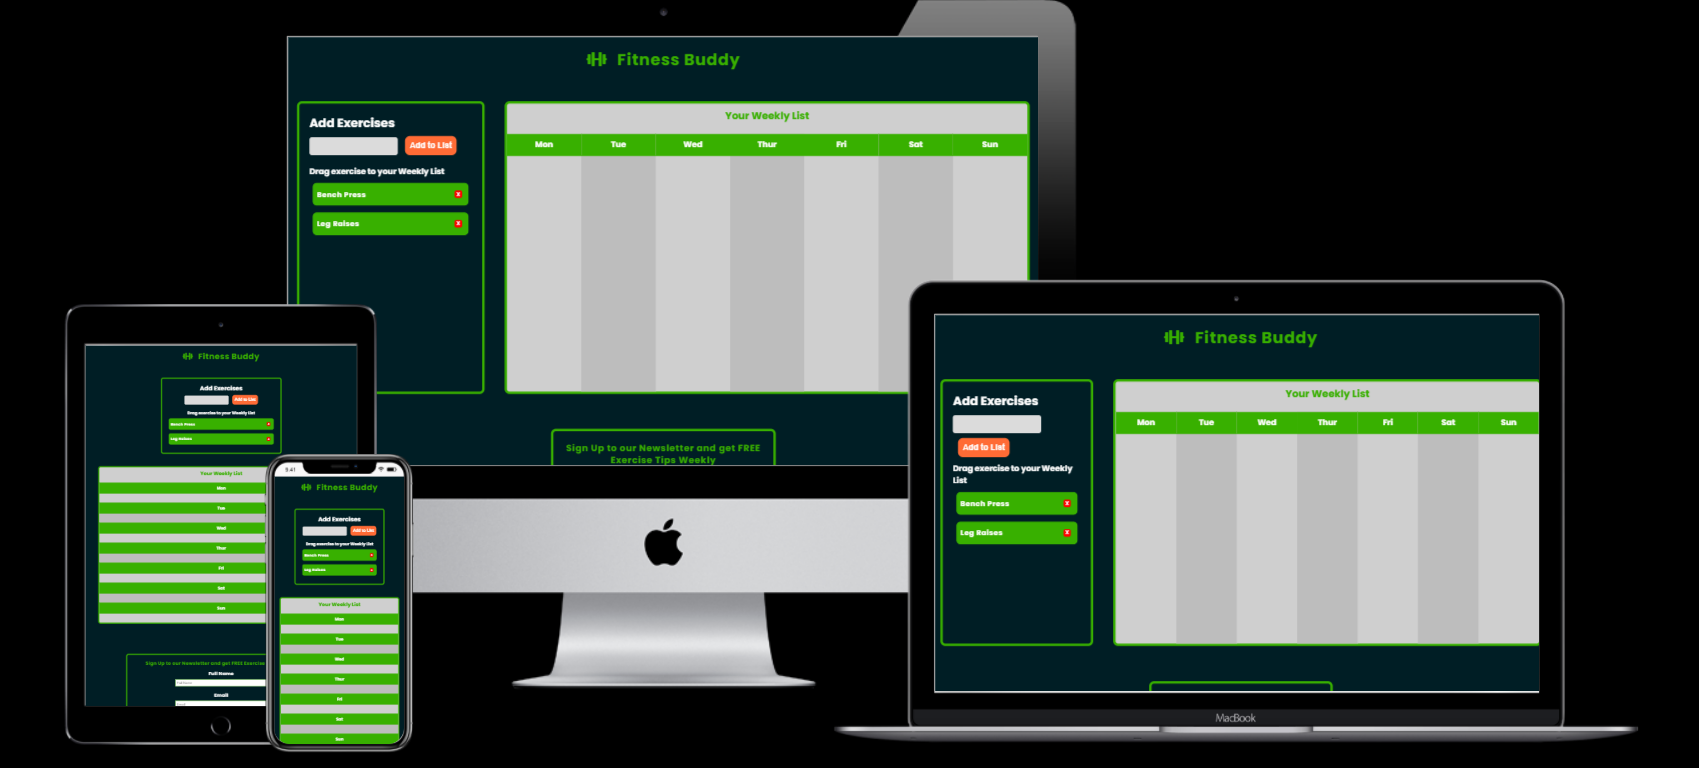 Fitness Buddy
Add Exercises
Add to List
Drag exercise to your Weekly List
Bench Press
x
Leg Raises
x
Your Weekly List
Mon Tue Wed Thur Fri Sat Sun
Sign Up to our Newsletter and get FREE
Exercise Tips Weekly
Fitness Buddy
Add Exercises
Add to List
Drag exercise to your Weekly List
Bench Press
Leg Raises
Your Weekly List
Mon
Tue
Wed
Thur
Fri
Sat
Sun
Sign Up to our Newsletter and get FREE Exercise
Full Name
Full Name
Email
9:41
Fitness Buddy
Add Exercises
Add to List
Drag exercise to your Weekly List
Bench Press
Leg Raises
Your Weekly List
Mon
Tue
Wed
Thur
Fri
Sat
Sun
Fitness Buddy
Add Exercises
Add to List
Drag exercise to your Weekly
List
Bench Press
x
Leg Raises
x
Your Weekly List
Mon Tue Wed Thur Fri Sat Sun
MacBook